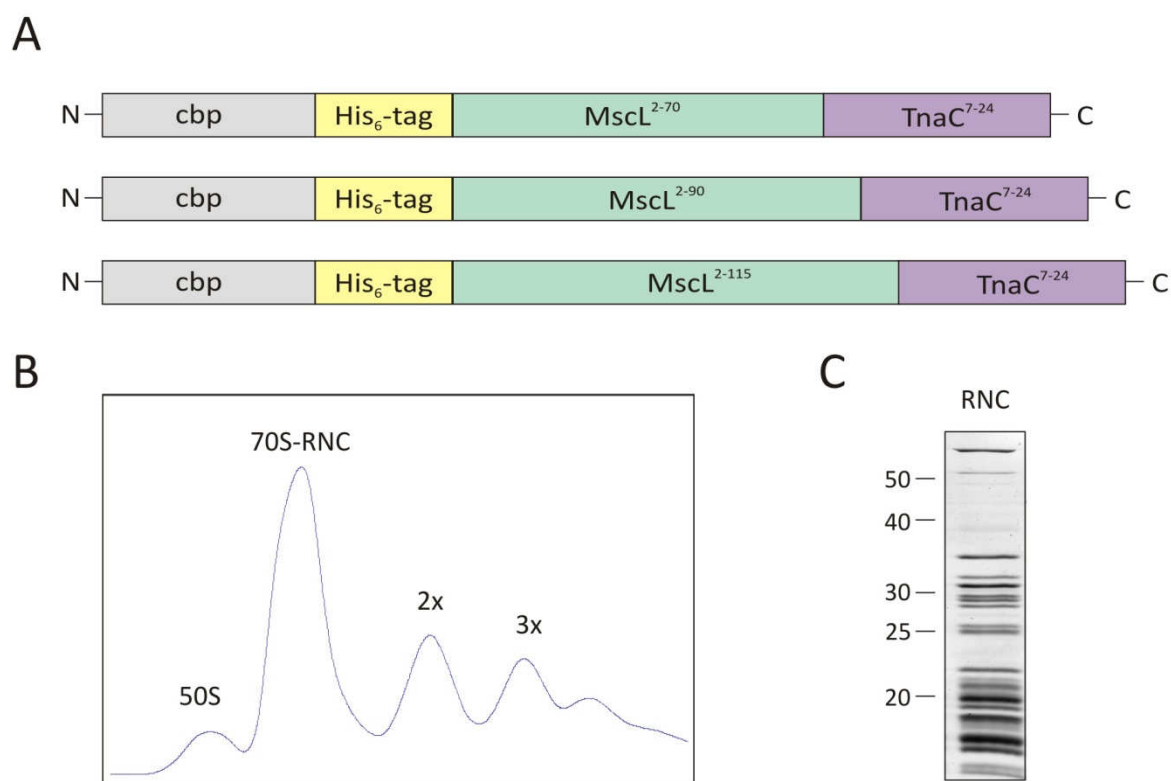 A
N cbp His₆-tag MscL²⁻⁷⁰ TnaC⁷⁻²⁴ C
N cbp His₆-tag MscL²⁻⁹⁰ TnaC⁷⁻²⁴ C
N cbp His₆-tag MscL²⁻¹¹⁵ TnaC⁷⁻²⁴ C
B
70S-RNC
2x
3x
50S
C
RNC
50
40
30
25
20